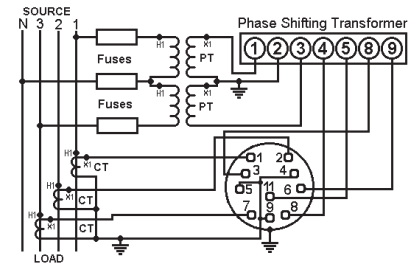 SOURCE
N 3 2 1
Phase Shifting Transformer
H1 X1
Fuses PT
1 2 3 4 5 8 9
Fuses
H1 X1 PT
H1
X1 CT
H1
X1 CT
H1
X1 CT
1 2
3 4
5 11 6
7 9 8
LOAD